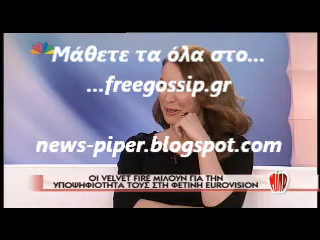 Μάθετε τα όλα στο...
...freegossip.gr
news-piper.blogspot.com
ΟΙ VELVET FIRE ΜΙΛΟΥΝ ΓΙΑ ΤΗΝ
ΥΠΟΨΗΦΙΟΤΗΤΑ ΤΟΥΣ ΣΤΗ ΦΕΤΙΝΗ EUROVISION